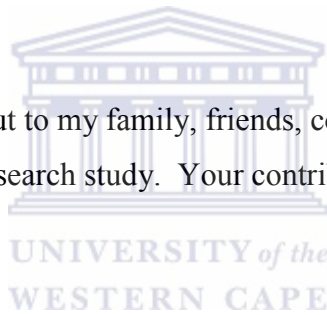 ut to my family, friends, co
search study.  Your contri
UNIVERSITY of the
WESTERN CAPE